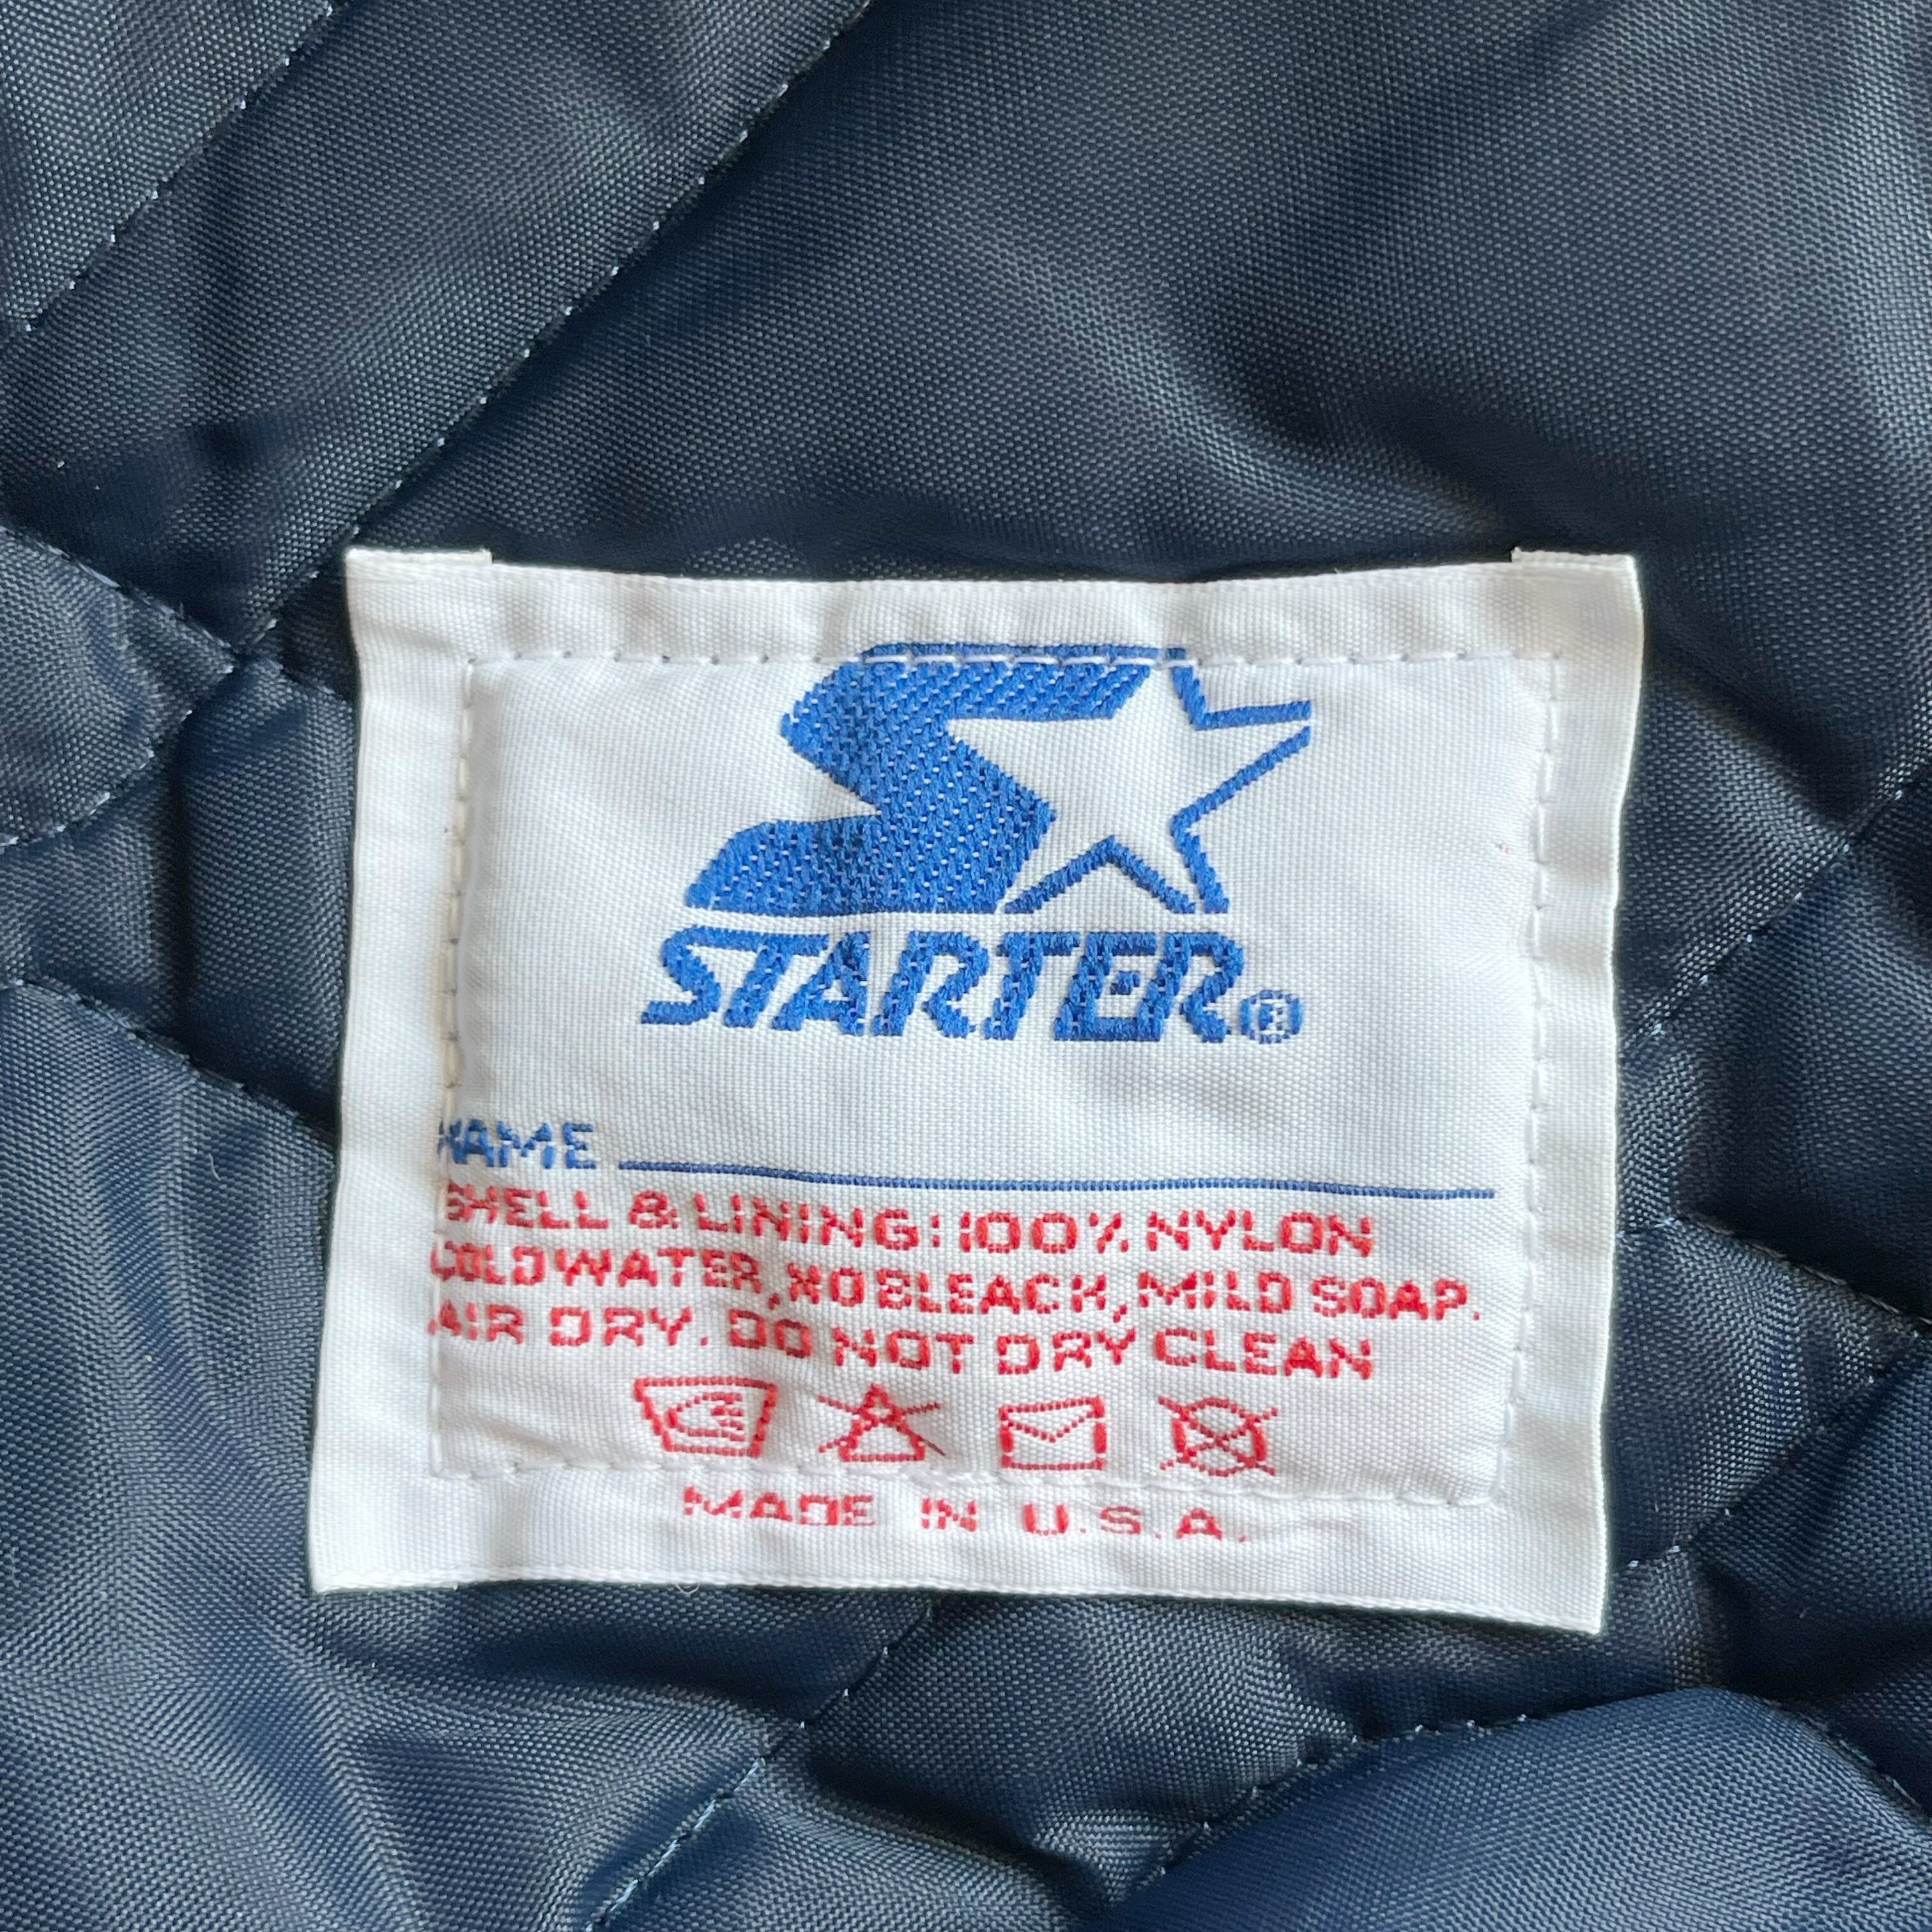 STARTER®
NAME
SHELL & LINING: 100% NYLON
COLD WATER, NO BLEACH, MILD SOAP.
AIR DRY. DO NOT DRY CLEAN
MADE IN U.S.A.